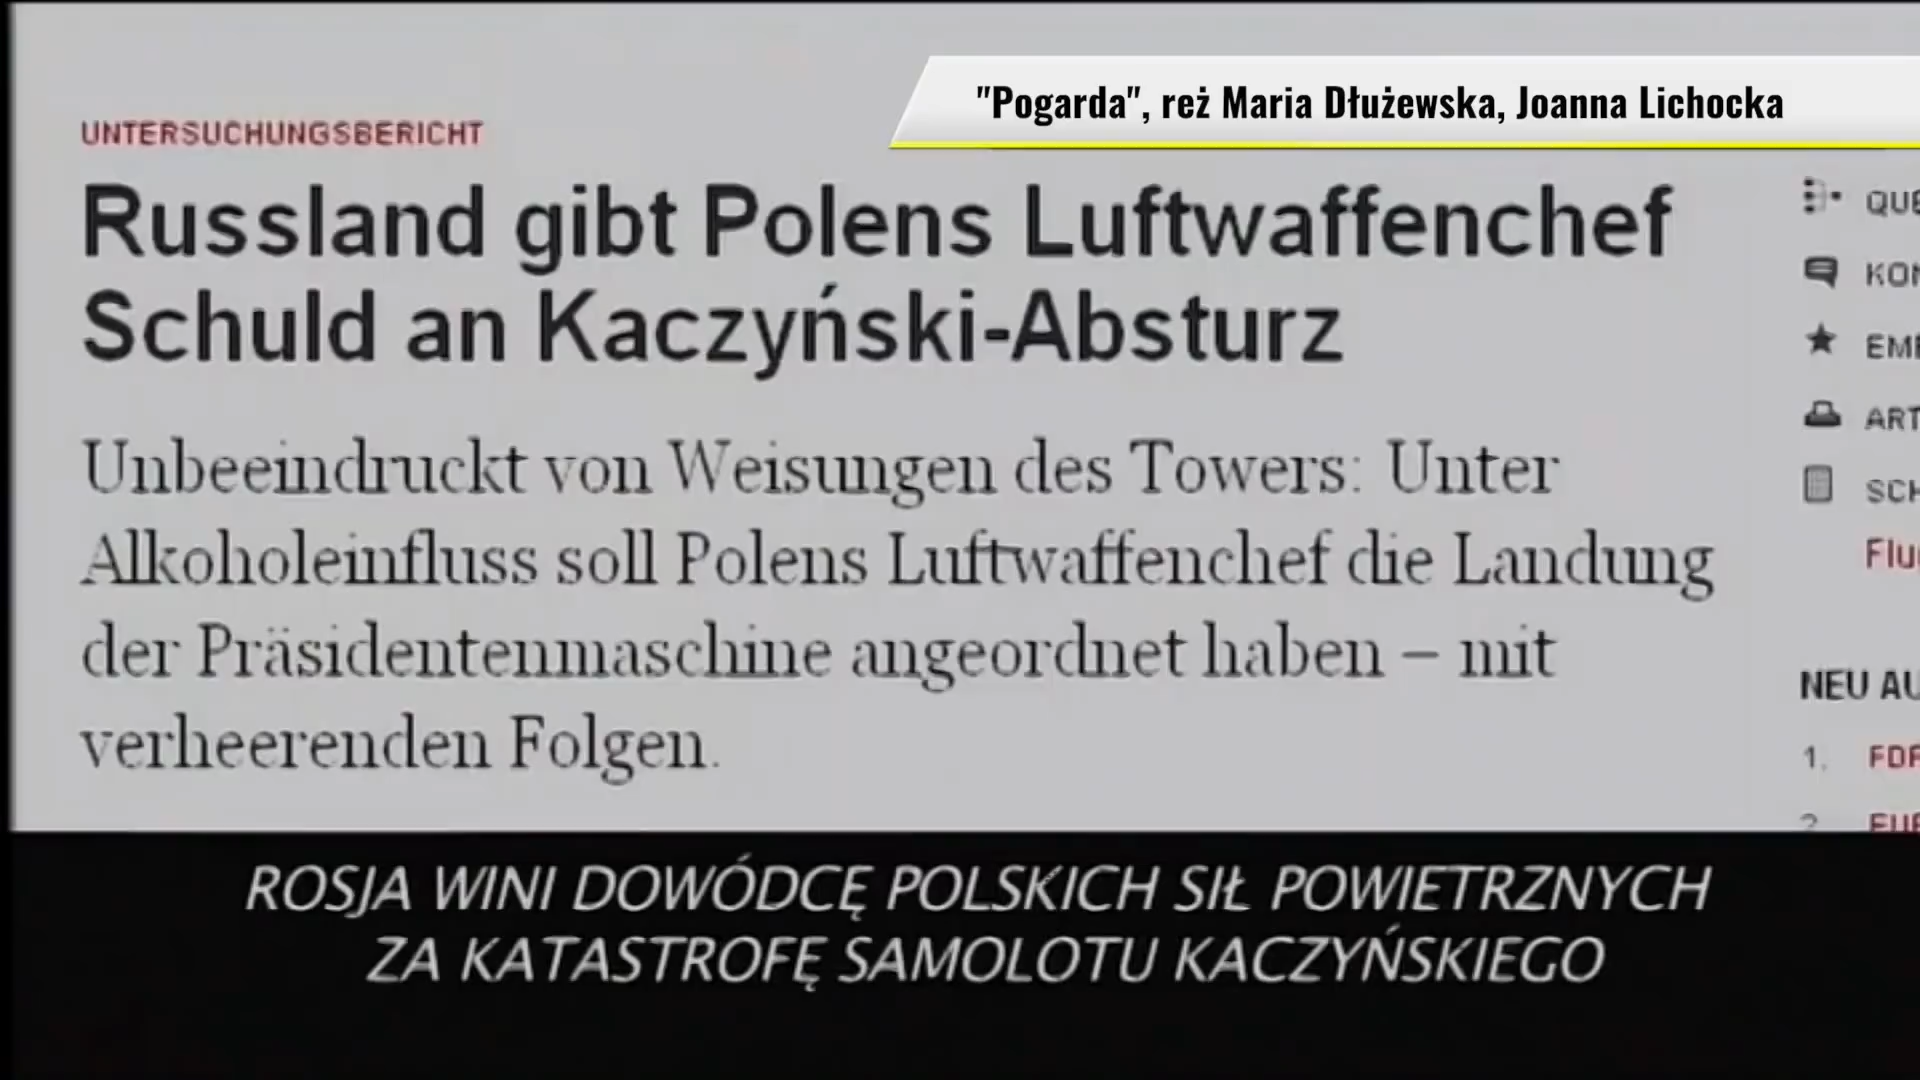 "Pogarda", reż Maria Dłużewska, Joanna Lichocka
UNTERSUCHUNGSBERICHT
Russland gibt Polens Luftwaffenchef
Schuld an Kaczyński-Absturz
Unbeeindruckt von Weisungen des Towers: Unter
Alkoholeinfluss soll Polens Luftwaffenchef die Landung
der Präsidentenmaschine angeordnet haben – mit
verheerenden Folgen.
NEU
1.
2.
ROSJA WINI DOWÓDCĘ POLSKICH SIŁ POWIETRZNYCH
ZA KATASTROFĘ SAMOLOTU KACZYŃSKIEGO